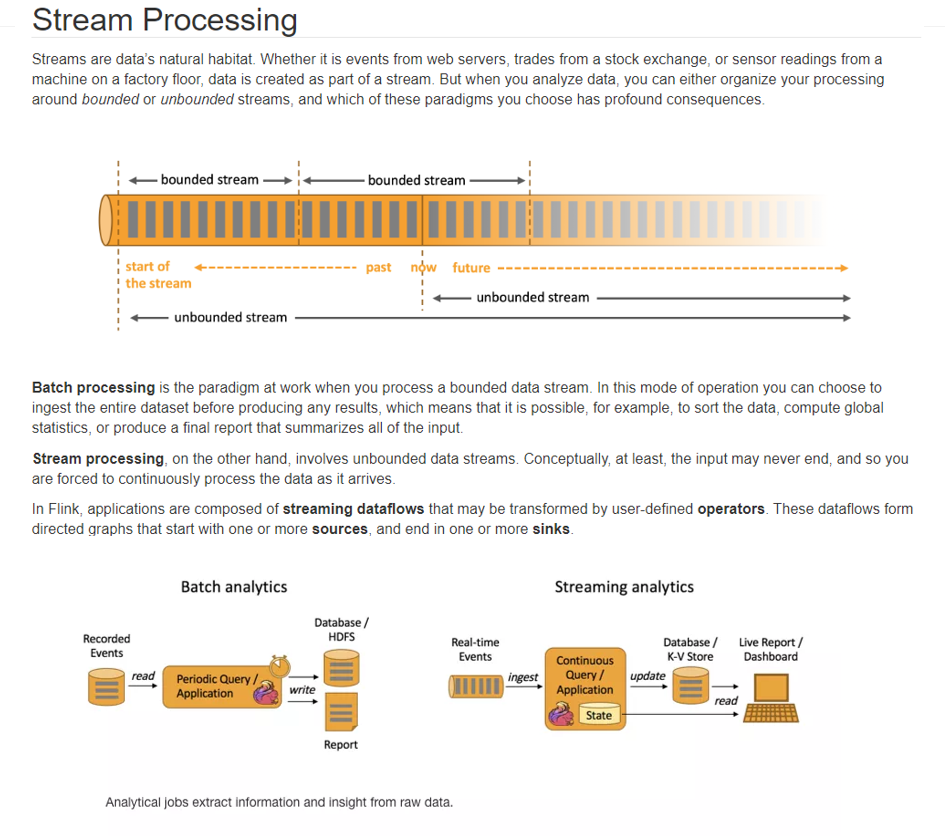 Stream Processing
Streams are data's natural habitat. Whether it is events from web servers, trades from a stock exchange, or sensor readings from a
machine on a factory floor, data is created as part of a stream. But when you analyze data, you can either organize your processing
around bounded or unbounded streams, and which of these paradigms you choose has profound consequences.
bounded stream
bounded stream
start of
the stream
past
now
future
unbounded stream
unbounded stream
Batch processing is the paradigm at work when you process a bounded data stream. In this mode of operation you can choose to
ingest the entire dataset before producing any results, which means that it is possible, for example, to sort the data, compute global
statistics, or produce a final report that summarizes all of the input.
Stream processing, on the other hand, involves unbounded data streams. Conceptually, at least, the input may never end, and so you
are forced to continuously process the data as it arrives.
In Flink, applications are composed of streaming dataflows that may be transformed by user-defined operators. These dataflows form
directed graphs that start with one or more sources, and end in one or more sinks.
Batch analytics
Recorded
Events
read
Periodic Query /
Application
write
Database /
HDFS
Report
Streaming analytics
Real-time
Events
ingest
Continuous
Query /
Application
State
update
Database /
K-V Store
read
Live Report /
Dashboard
Analytical jobs extract information and insight from raw data.